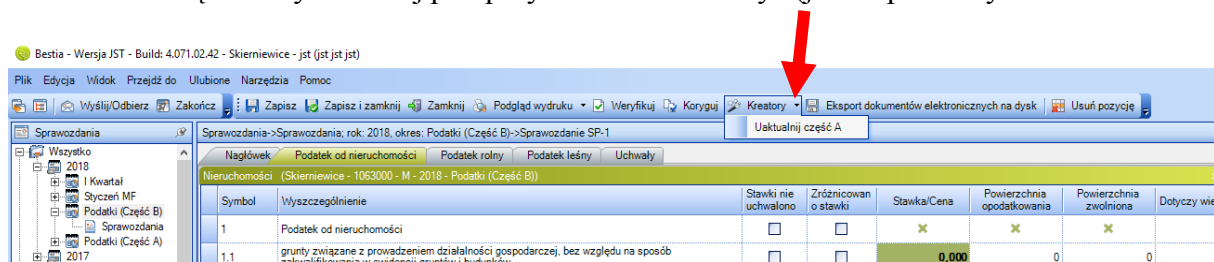 Bestia - Wersja JST - Build: 4.071.02.42 - Skierniewice - jst (jst jst jst)
Plik Edycja Widok Przejdź do Ulubione Narzędzia Pomoc
Wyślij/Odbierz Zakończ Zapisz Zapisz i zamknij Zamknij Podgląd wydruku Weryfikuj Koryguj Kreatory Eksport dokumentów elektronicznych na dysk Usuń pozycję
Uaktualnij część A
Sprawozdania
Sprawozdania->Sprawozdania; rok: 2018, okres: Podatki (Część B)->Sprawozdanie SP-1
Wszystko
2018
I Kwartał
Styczeń MF
Podatki (Część B)
Sprawozdania
Podatki (Część A)
2017
Nagłówek Podatek od nieruchomości Podatek rolny Podatek leśny Uchwały
Nieruchomości (Skierniewice - 1063000 - M - 2018 - Podatki (Część B))
Symbol Wyszczególnienie Stawki nie uchwalono Zróżnicowan o stawki Stawka/Cena Powierzchnia opodatkowania Powierzchnia zwolniona Dotyczy wie
1 Podatek od nieruchomości
1.1 grunty związane z prowadzeniem działalności gospodarczej, bez względu na sposób 0,000 0 0